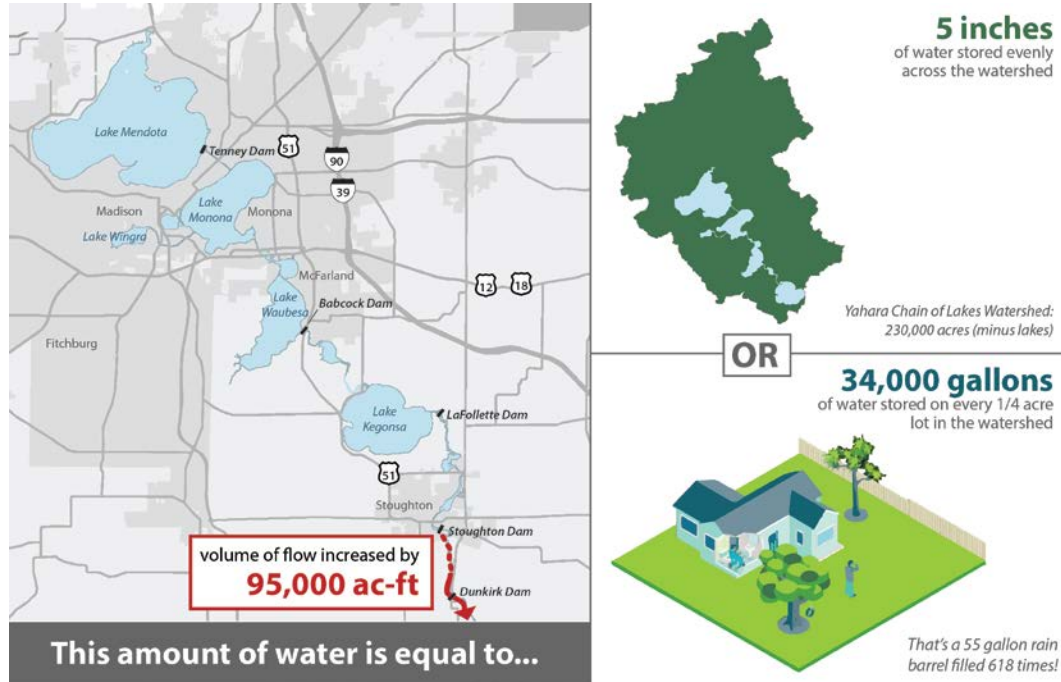 Lake Mendota
Tenney Dam
51
90
39
Madison
Lake
Monona
Monona
Lake Wingra
McFarland
12
18
Lake
Waubesa
Babcock Dam
Fitchburg
Lake
Kegonsa
LaFollette Dam
51
Stoughton
Stoughton Dam
volume of flow increased by
95,000 ac-ft
Dunkirk Dam
This amount of water is equal to...
5 inches
of water stored evenly
across the watershed
Yahara Chain of Lakes Watershed:
230,000 acres (minus lakes)
OR
34,000 gallons
of water stored on every 1/4 acre
lot in the watershed
That's a 55 gallon rain
barrel filled 618 times!